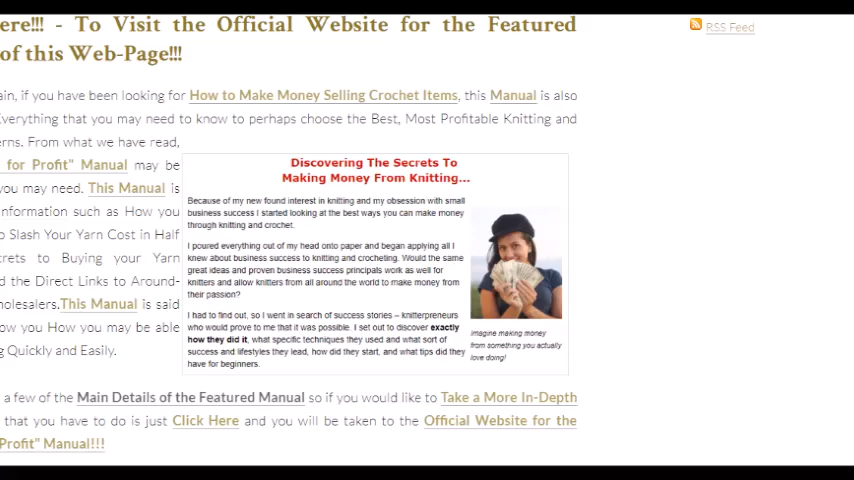 ere!!! - To Visit the Official Website for the Featured
of this Web-Page!!!
RSS Feed
ain, if you have been looking for How to Make Money Selling Crochet Items, this Manual is also
Everything that you may need to know to perhaps choose the Best, Most Profitable Knitting and
erns. From what we have read,
for Profit" Manual may be
you may need. This Manual is
nformation such as How you
o Slash Your Yarn Cost in Half
crets to Buying your Yarn
d the Direct Links to Around-
holesalers.This Manual is said
ow you How you may be able
g Quickly and Easily.
Discovering The Secrets To
Making Money From Knitting...
Because of my new found interest in knitting and my obsession with small
business success I started looking at the best ways you can make money
through knitting and crochet.
I poured everything out of my head onto paper and began applying all I
knew about business success to knitting and crocheting. Would the same
great ideas and proven business success principals work as well for
knitters and allow knitters from all around the world to make money from
their passion?
I had to find out, so I went in search of success stories – knitterpreneurs
who would prove to me that it was possible. I set out to discover exactly
how they did it, what specific techniques they used and what sort of
success and lifestyles they lead, how did they start, and what tips did they
have for beginners.
Imagine making money
from something you actually
love doing!
a few of the Main Details of the Featured Manual so if you would like to Take a More In-Depth
that you have to do is just Click Here and you will be taken to the Official Website for the
Profit" Manual!!!